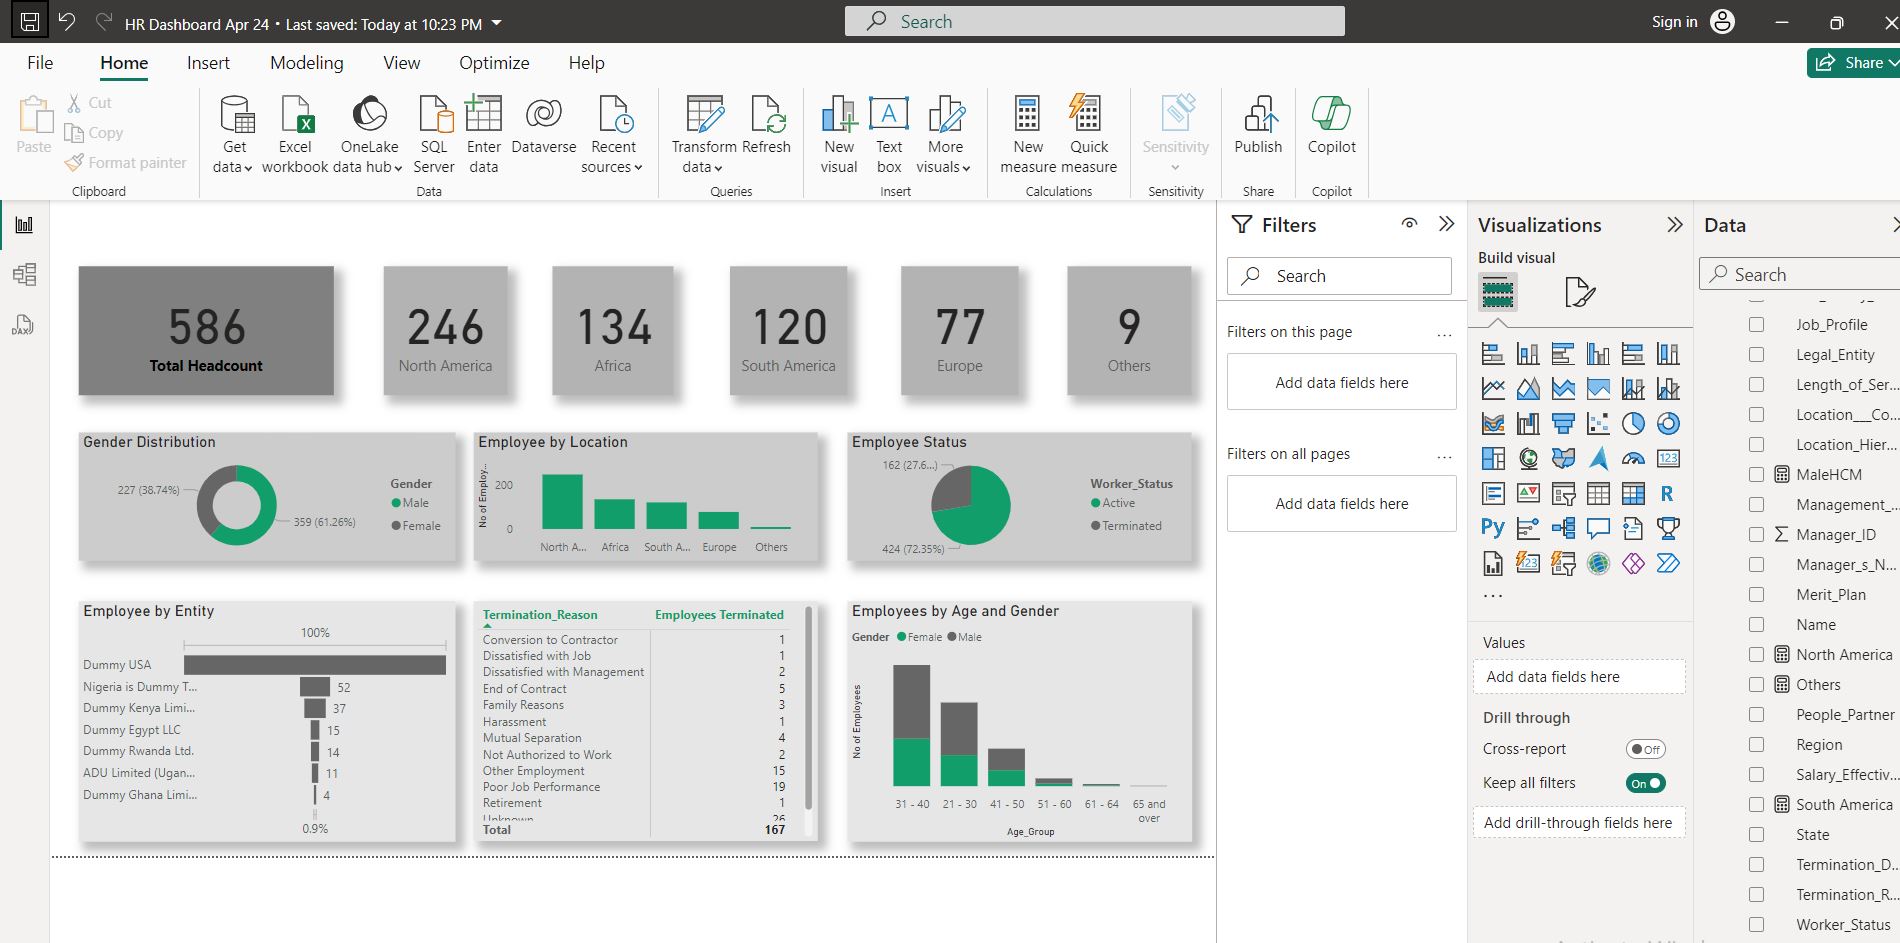 HR Dashboard Apr 24 • Last saved: Today at 10:23 PM
Search
Sign in
File Home Insert Modeling View Optimize Help
Share
Paste
Cut
Copy
Format painter
Clipboard
Get data
Excel workbook
OneLake data hub
SQL Server
Enter data
Dataverse
Recent sources
Data
Transform data
Refresh
Queries
New visual
Text box
More visuals
Insert
New measure
Quick measure
Calculations
Sensitivity
Sensitivity
Publish
Share
Copilot
Copilot
586
Total Headcount
246
North America
134
Africa
120
South America
77
Europe
9
Others
Gender Distribution
227 (38.74%)
359 (61.26%)
Gender
Male
Female
Employee by Location
No of Employ...
200
0
North A... Africa South A... Europe Others
Employee Status
162 (27.6...)
424 (72.35%)
Worker_Status
Active
Terminated
Employee by Entity
100%
Dummy USA
Nigeria is Dummy T... 52
Dummy Kenya Limi... 37
Dummy Egypt LLC 15
Dummy Rwanda Ltd. 14
ADU Limited (Ugan... 11
Dummy Ghana Limi... 4
0.9%
Termination_Reason Employees Terminated
Conversion to Contractor 1
Dissatisfied with Job 1
Dissatisfied with Management 2
End of Contract 5
Family Reasons 3
Harassment 1
Mutual Separation 4
Not Authorized to Work 2
Other Employment 15
Poor Job Performance 19
Retirement 1
Unknown 26
Total 167
Employees by Age and Gender
Gender Female Male
No of Employees
31 - 40 21 - 30 41 - 50 51 - 60 61 - 64 65 and over
Age_Group
Filters
Search
Filters on this page ...
Add data fields here
Filters on all pages ...
Add data fields here
Visualizations
Build visual
123
R
Py
123
...
Values
Add data fields here
Drill through
Cross-report Off
Keep all filters On
Add drill-through fields here
Data
Search
Job_Profile
Legal_Entity
Length_of_Ser...
Location___Co...
Location_Hier...
MaleHCM
Management_...
Manager_ID
Manager_s_N...
Merit_Plan
Name
North America
Others
People_Partner
Region
Salary_Effectiv...
South America
State
Termination_D...
Termination_R...
Worker_Status
DAX